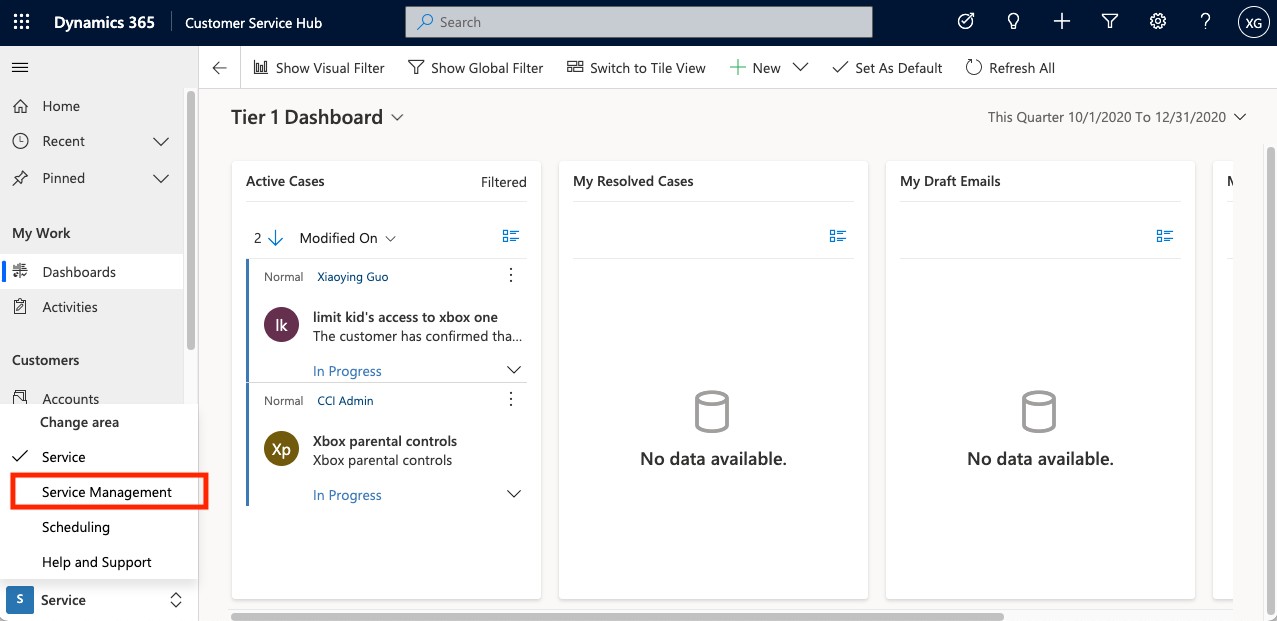 Dynamics 365 Customer Service Hub
Search
XG
Show Visual Filter Show Global Filter Switch to Tile View New Set As Default Refresh All
Home
Recent
Pinned
My Work
Dashboards
Activities
Customers
Accounts
Change area
Service
Service Management
Scheduling
Help and Support
S Service
Tier 1 Dashboard
This Quarter 10/1/2020 To 12/31/2020
Active Cases Filtered
2 Modified On
Normal Xiaoying Guo
lk
limit kid's access to xbox one
The customer has confirmed tha...
In Progress
Normal CCI Admin
Xp
Xbox parental controls
Xbox parental controls
In Progress
My Resolved Cases
No data available.
My Draft Emails
No data available.